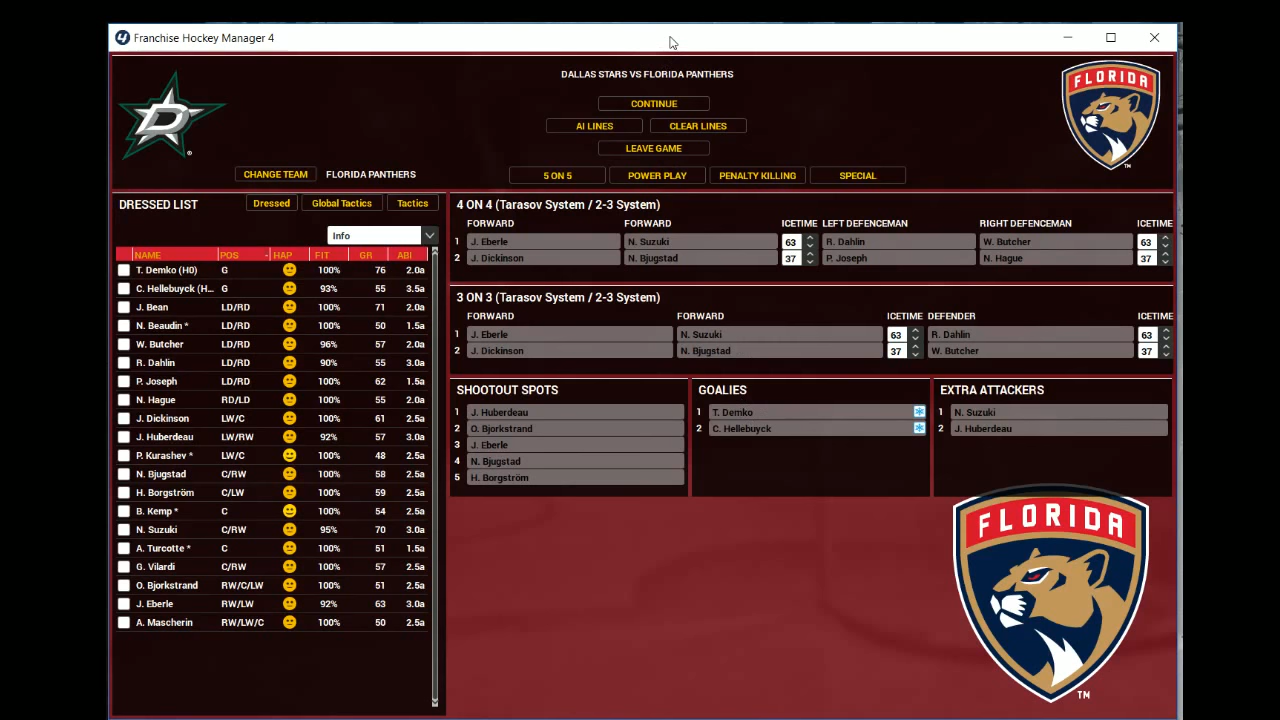 Franchise Hockey Manager 4
DALLAS STARS VS FLORIDA PANTHERS
CONTINUE
AI LINES CLEAR LINES
LEAVE GAME
CHANGE TEAM FLORIDA PANTHERS
5 ON 5 POWER PLAY PENALTY KILLING SPECIAL
FLORIDA
TM
DRESSED LIST Dressed Global Tactics Tactics
Info
NAME POS HAP FIT GR ABI
T. Demko (H0) G 100% 76 2.0a
C. Hellebuyck (H... G 93% 55 3.5a
J. Bean LD/RD 100% 71 2.0a
N. Beaudin * LD/RD 100% 50 1.5a
W. Butcher LD/RD 96% 57 2.0a
R. Dahlin LD/RD 90% 55 3.0a
P. Joseph LD/RD 100% 62 1.5a
N. Hague RD/LD 100% 55 2.0a
J. Dickinson LW/C 100% 61 2.5a
J. Huberdeau LW/RW 92% 57 3.0a
P. Kurashev * LW/C 100% 48 2.5a
N. Bjugstad C/RW 100% 58 2.5a
H. Borgström C/LW 100% 59 2.5a
B. Kemp * C 100% 54 2.5a
N. Suzuki C/RW 95% 70 3.0a
A. Turcotte * C 100% 51 1.5a
G. Vilardi C/RW 100% 57 2.5a
O. Bjorkstrand RW/C/LW 100% 51 2.5a
J. Eberle RW/LW 92% 63 3.0a
A. Mascherin RW/LW/C 100% 50 2.5a
4 ON 4 (Tarasov System / 2-3 System)
FORWARD FORWARD ICETIME LEFT DEFENCEMAN RIGHT DEFENCEMAN ICETIME
1 J. Eberle N. Suzuki 63 R. Dahlin W. Butcher 63
2 J. Dickinson N. Bjugstad 37 P. Joseph N. Hague 37
3 ON 3 (Tarasov System / 2-3 System)
FORWARD FORWARD ICETIME DEFENDER ICETIME
1 J. Eberle N. Suzuki 63 R. Dahlin 63
2 J. Dickinson N. Bjugstad 37 W. Butcher 37
SHOOTOUT SPOTS
1 J. Huberdeau
2 O. Bjorkstrand
3 J. Eberle
4 N. Bjugstad
5 H. Borgström
GOALIES
1 T. Demko
2 C. Hellebuyck
EXTRA ATTACKERS
1 N. Suzuki
2 J. Huberdeau
FLORIDA
TM